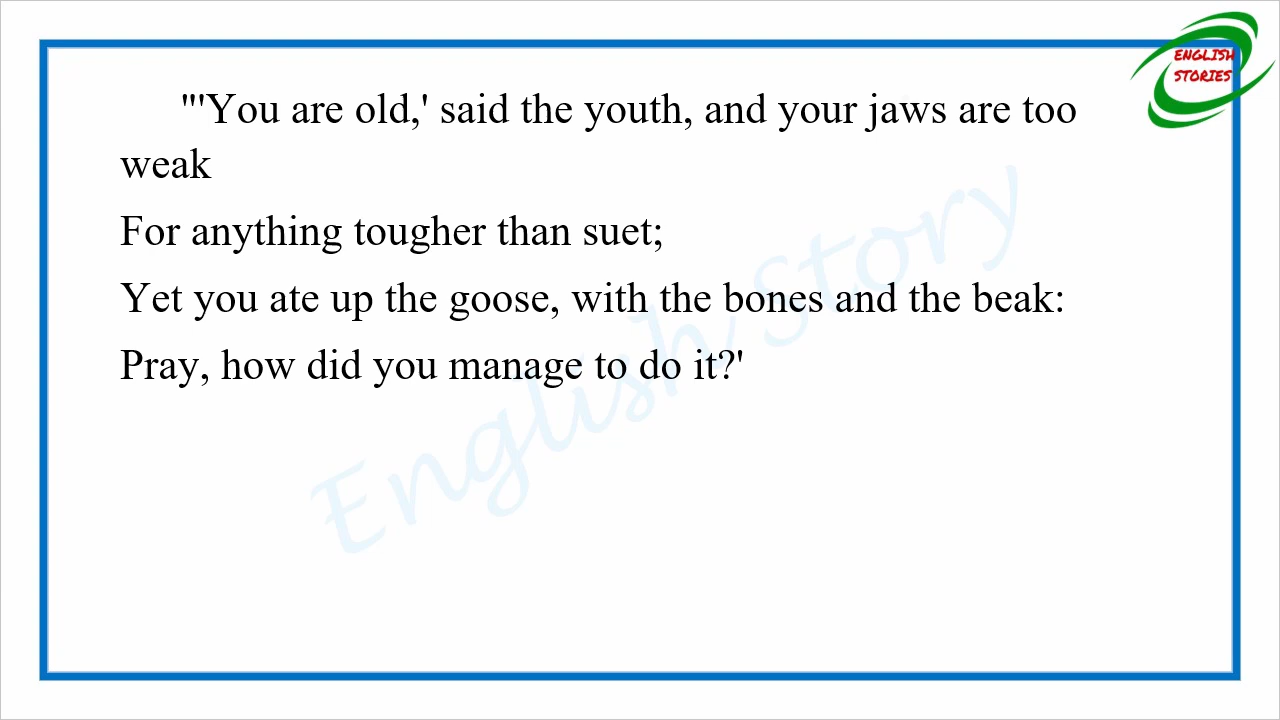 "'You are old,' said the youth, and your jaws are too
weak
For anything tougher than suet;
Yet you ate up the goose, with the bones and the beak:
Pray, how did you manage to do it?'
ENGLISH
STORIES
English Story